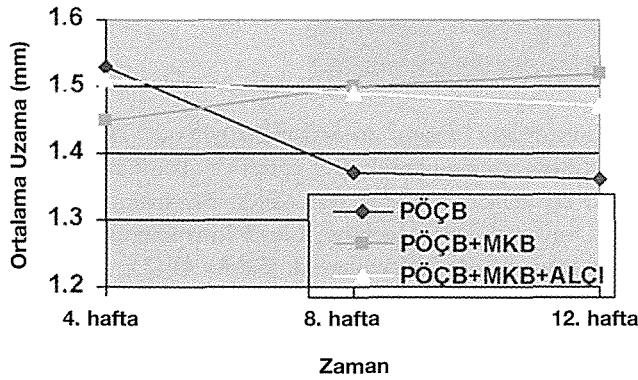 Ortalama Uzama (mm)
1.6
1.5
1.4
1.3
1.2
PÖÇB
PÖÇB+MKB
PÖÇB+MKB+ALÇI
4. hafta
8. hafta
12. hafta
Zaman